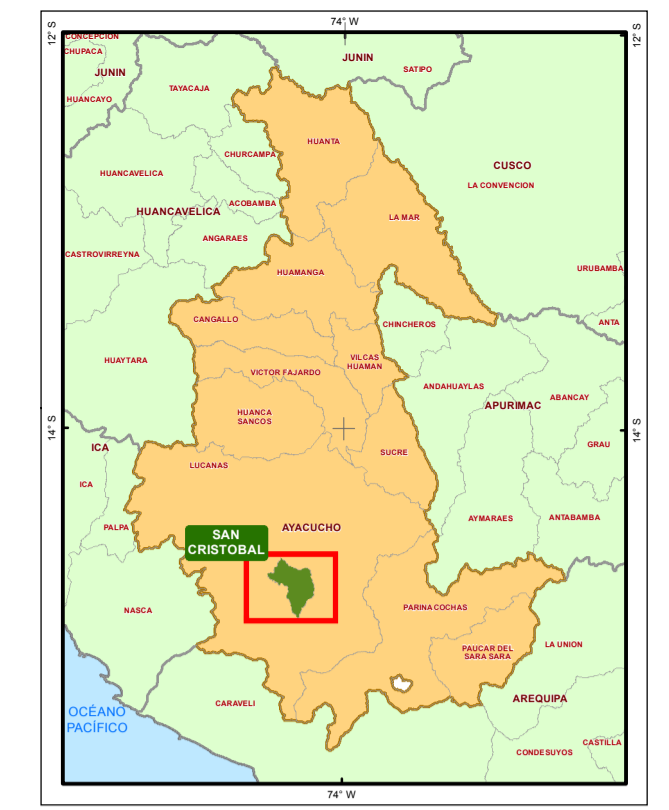 74° W
12° S
12° S
CONCEPCION
CHUPACA
JUNIN
HUANCAYO
TAYACAJA
JUNIN
SATIPO
HUANTA
CHURCAMPA
HUANCAVELICA
CUSCO
LA CONVENCION
ACOBAMBA
HUANCAVELICA
LA MAR
ANGARAES
CASTROVIRREYNA
HUAMANGA
URUBAMBA
CANGALLO
CHINCHEROS
ANTA
HUAYTARA
VILCAS
HUAMAN
VICTOR FAJARDO
ANDAHUAYLAS
ABANCAY
APURIMAC
HUANCA
SANCOS
14° S
14° S
GRAU
ICA
SUCRE
LUCANAS
ICA
PALPA
AYACUCHO
AYMARAES
ANTABAMBA
SAN
CRISTOBAL
NASCA
PARINACOCHAS
PAUCAR DEL
SARA SARA
LA UNION
CARAVELI
AREQUIPA
OCÉANO
PACÍFICO
CASTILLA
CONDESUYOS
74° W